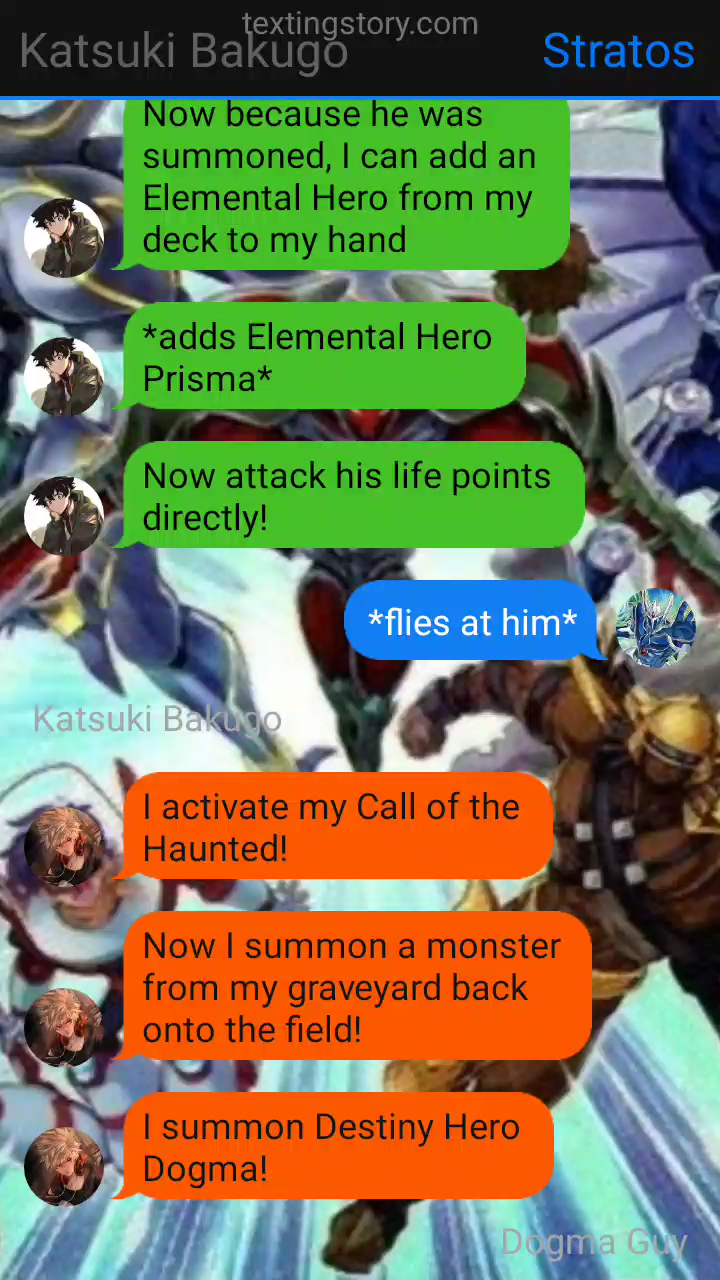 textingstory.com
Katsuki Bakugo
Stratos
Now because he was
summoned, I can add an
Elemental Hero from my
deck to my hand
*adds Elemental Hero
Prisma*
Now attack his life points
directly!
*flies at him*
Katsuki Bakugo
I activate my Call of the
Haunted!
Now I summon a monster
from my graveyard back
onto the field!
I summon Destiny Hero
Dogma!
Dogma Guy